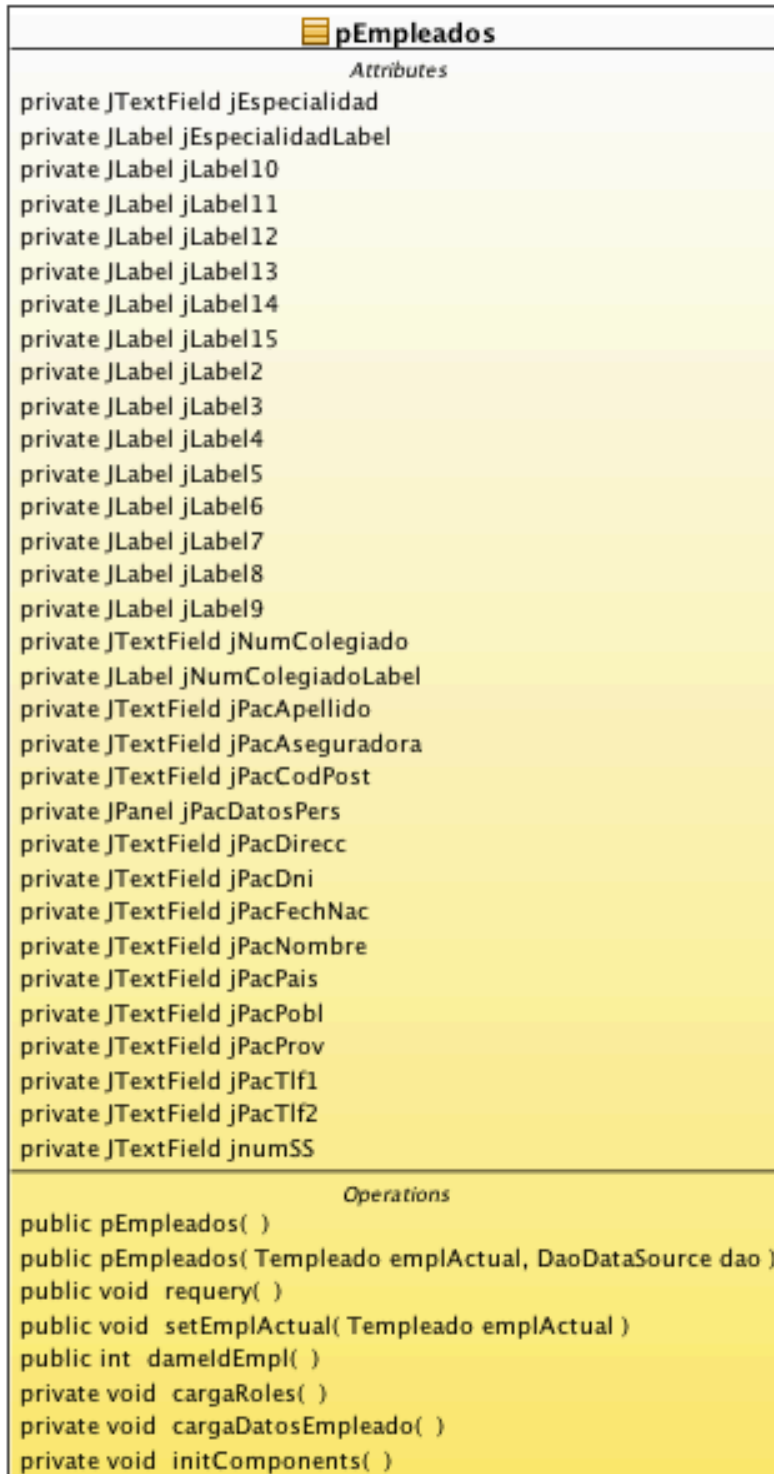 pEmpleados
Attributes
private JTextField jEspecialidad
private JLabel jEspecialidadLabel
private JLabel jLabel10
private JLabel jLabel11
private JLabel jLabel12
private JLabel jLabel13
private JLabel jLabel14
private JLabel jLabel15
private JLabel jLabel2
private JLabel jLabel3
private JLabel jLabel4
private JLabel jLabel5
private JLabel jLabel6
private JLabel jLabel7
private JLabel jLabel8
private JLabel jLabel9
private JTextField jNumColegiado
private JLabel jNumColegiadoLabel
private JTextField jPacApellido
private JTextField jPacAseguradora
private JTextField jPacCodPost
private JPanel jPacDatosPers
private JTextField jPacDirecc
private JTextField jPacDni
private JTextField jPacFechNac
private JTextField jPacNombre
private JTextField jPacPais
private JTextField jPacPobl
private JTextField jPacProv
private JTextField jPacTlf1
private JTextField jPacTlf2
private JTextField jnumSS
Operations
public pEmpleados( )
public pEmpleados( Templeado emplActual, DaoDataSource dao )
public void requery( )
public void setEmplActual( Templeado emplActual )
public int dameIdEmpl( )
private void cargaRoles( )
private void cargaDatosEmpleado( )
private void initComponents( )